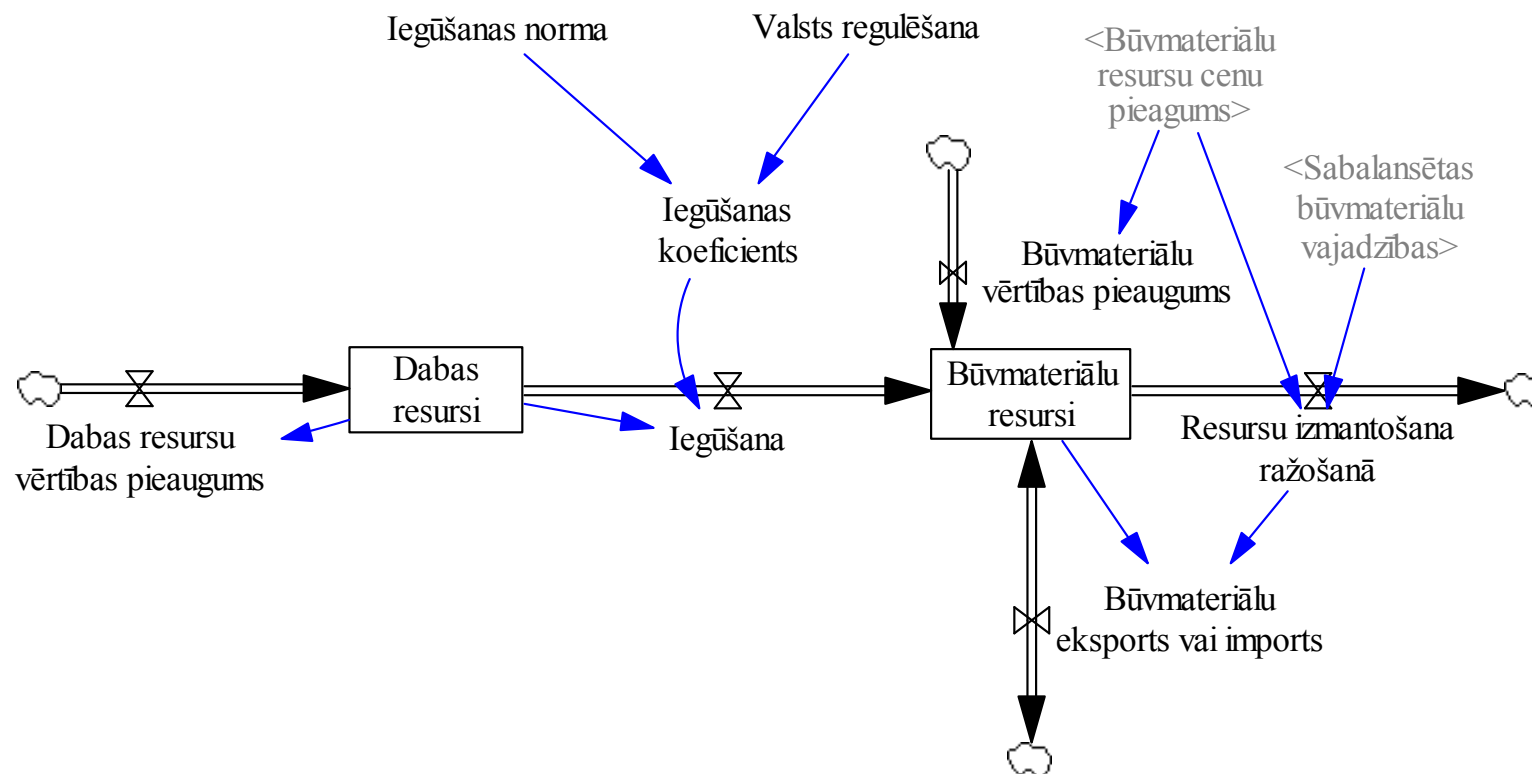 Iegūšanas norma
Valsts regulēšana
<Būvmateriālu
resursu cenu
pieagums>
<Sabalansētas
būvmateriālu
vajadzības>
Iegūšanas
koeficients
Būvmateriālu
vērtības pieaugums
Dabas
resursi
Būvmateriālu
resursi
Dabas resursu
vērtības pieaugums
Iegūšana
Resursu izmantošana
ražošanā
Būvmateriālu
eksports vai imports